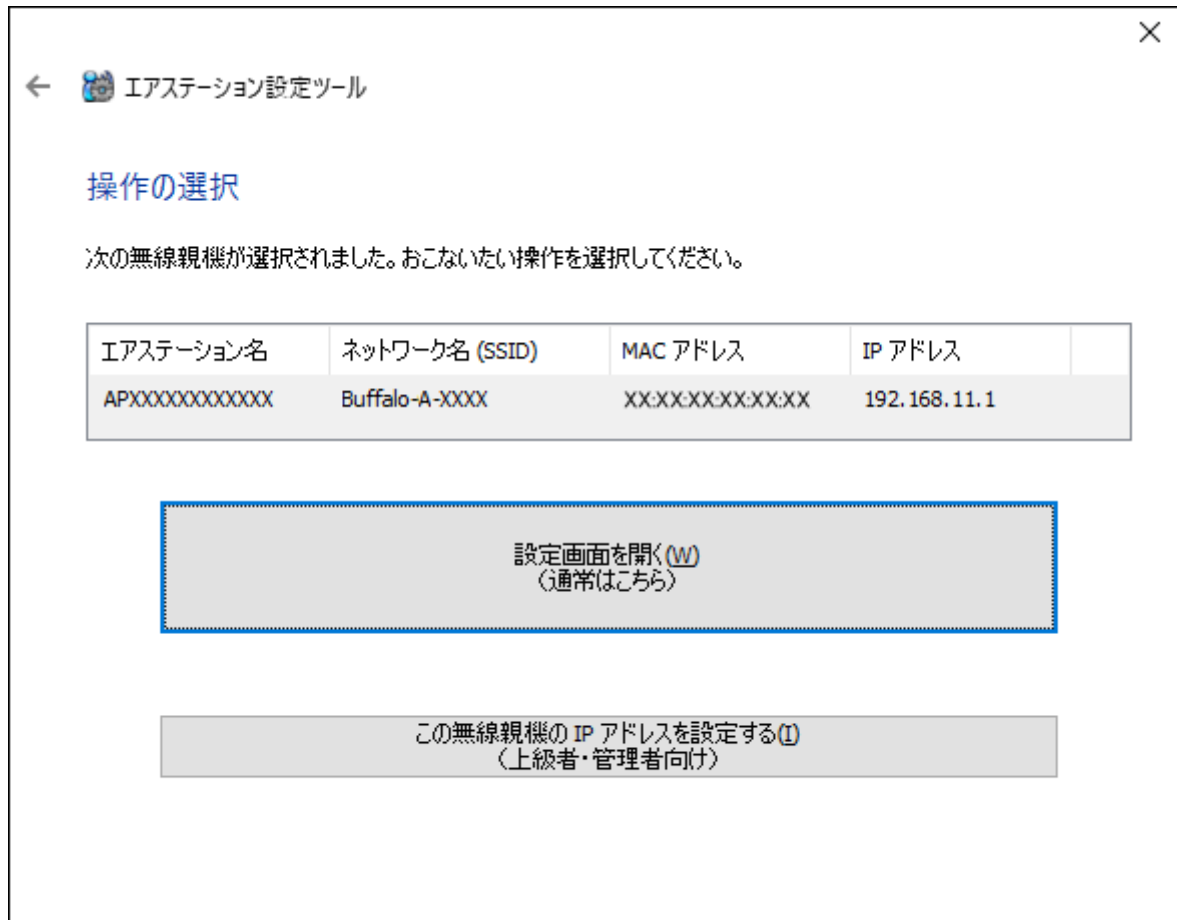 エアステーション設定ツール
操作の選択
次の無線親機が選択されました。おこないたい操作を選択してください。
エアステーション名 ネットワーク名 (SSID) MAC アドレス IP アドレス
APXXXXXXXXXXXX Buffalo-A-XXXX XX:XX:XX:XX:XX:XX 192.168.11.1
設定画面を開く(W)
(通常はこちら)
この無線親機の IP アドレスを設定する(I)
(上級者・管理者向け)